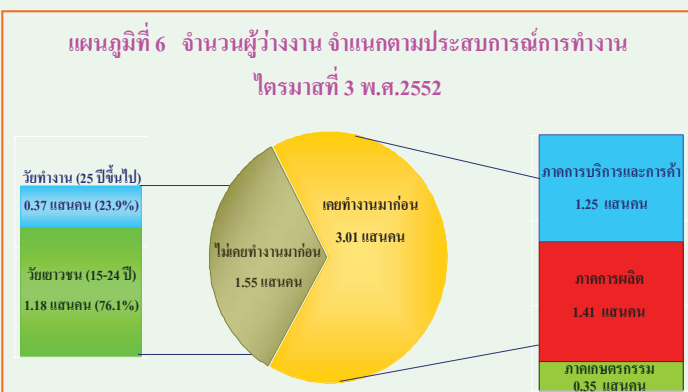 แผนภูมิที่ 6 จำนวนผู้ว่างงาน จำแนกตามประสบการณ์การทำงาน
ไตรมาสที่ 3 พ.ศ.2552
วัยทำงาน (25 ปีขึ้นไป)
0.37 แสนคน (23.9%)
วัยเยาวชน (15-24 ปี)
1.18 แสนคน (76.1%)
ไม่เคยทำงานมาก่อน
1.55 แสนคน
เคยทำงานมาก่อน
3.01 แสนคน
ภาคการบริการและการค้า
1.25 แสนคน
ภาคการผลิต
1.41 แสนคน
ภาคเกษตรกรรม
0.35 แสนคน